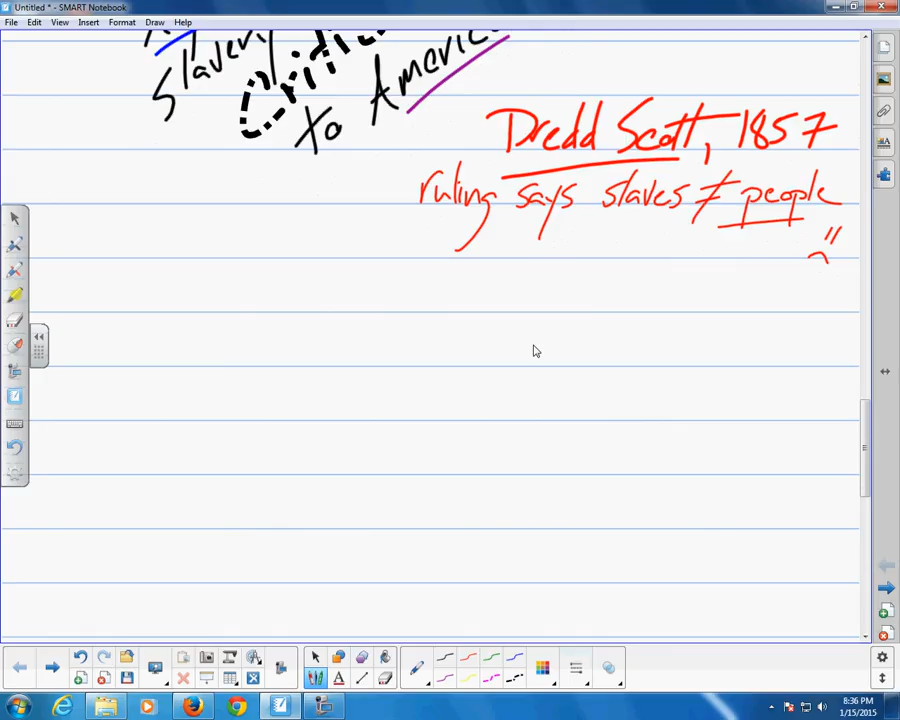 Untitled * - SMART Notebook
File Edit View Insert Format Draw Help
Slavery
to America
Dredd Scott, 1857
ruling says slaves ≠ people
8:36 PM
1/15/2015